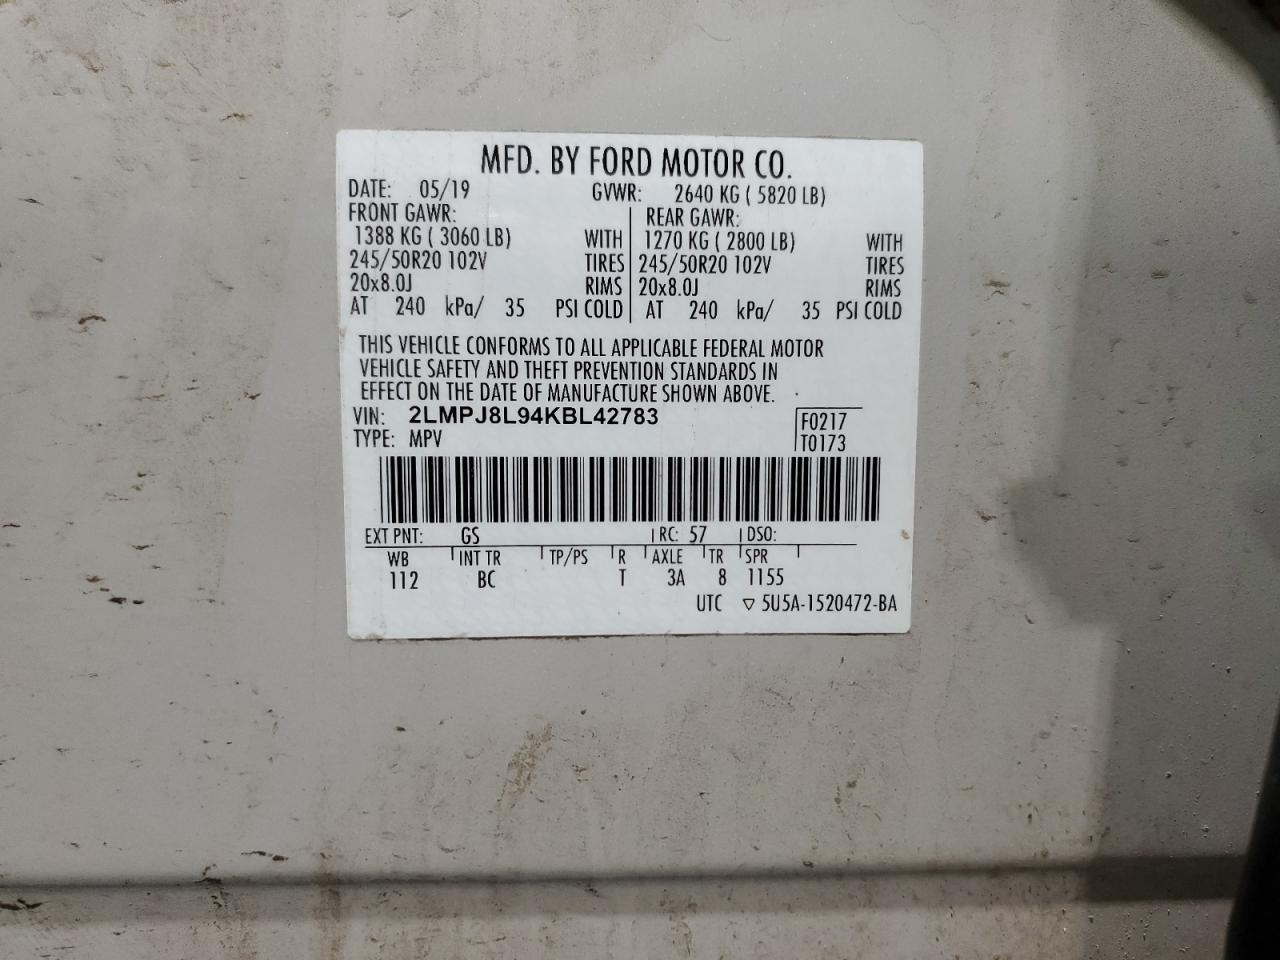 MFD. BY FORD MOTOR CO.
DATE: 05/19 GVWR: 2640 KG ( 5820 LB)
FRONT GAWR: REAR GAWR:
1388 KG ( 3060 LB) WITH 1270 KG ( 2800 LB) WITH
245/50R20 102V TIRES 245/50R20 102V TIRES
20x8.0J RIMS 20x8.0J RIMS
AT 240 kPa/ 35 PSI COLD AT 240 kPa/ 35 PSI COLD
THIS VEHICLE CONFORMS TO ALL APPLICABLE FEDERAL MOTOR
VEHICLE SAFETY AND THEFT PREVENTION STANDARDS IN
EFFECT ON THE DATE OF MANUFACTURE SHOWN ABOVE.
VIN: 2LMPJ8L94KBL42783 F0217
TYPE: MPV T0173
EXT PNT: GS RC: 57 DSO:
WB INT TR TP/PS R AXLE TR SPR
112 BC T 3A 8 1155
UTC ▽ 5U5A-1520472-BA